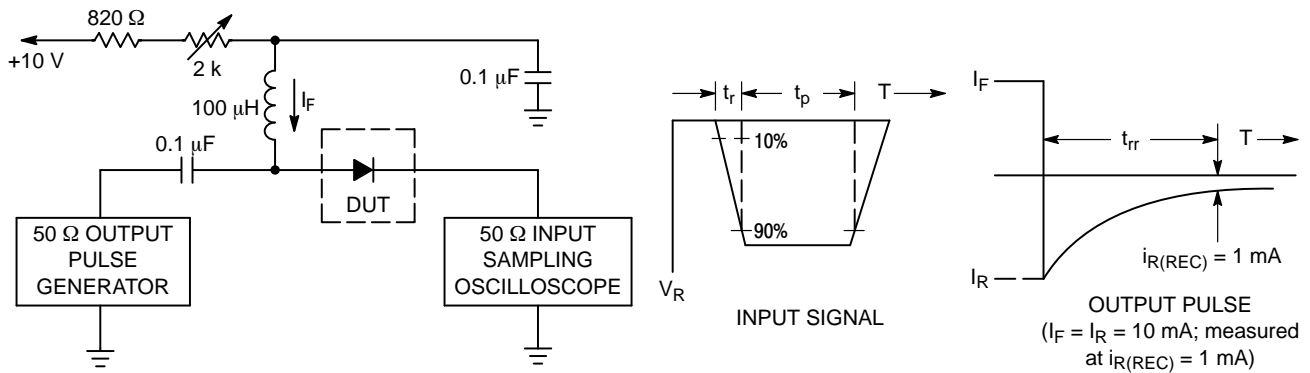 820 Ω
+10 V
2 k
100 µH
I_F
0.1 µF
0.1 µF
DUT
50 Ω OUTPUT
PULSE
GENERATOR
50 Ω INPUT
SAMPLING
OSCILLOSCOPE
t_r
t_p
T
10%
90%
V_R
INPUT SIGNAL
I_F
t_rr
T
i_R(REC) = 1 mA
I_R
OUTPUT PULSE
(I_F = I_R = 10 mA; measured
at i_R(REC) = 1 mA)